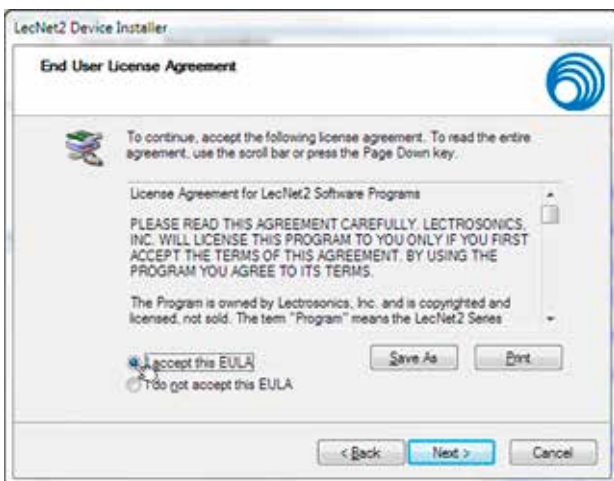 LecNet2 Device Installer
End User License Agreement
To continue, accept the following license agreement. To read the entire
agreement, use the scroll bar or press the Page Down key.
License Agreement for LecNet2 Software Programs
PLEASE READ THIS AGREEMENT CAREFULLY. LECTROSONICS,
INC. WILL LICENSE THIS PROGRAM TO YOU ONLY IF YOU FIRST
ACCEPT THE TERMS OF THIS AGREEMENT. BY USING THE
PROGRAM YOU AGREE TO ITS TERMS.
The Program is owned by Lectrosonics, Inc. and is copyrighted and
licensed, not sold. The term "Program" means the LecNet2 Series
I accept this EULA
Save As
Print
I do not accept this EULA
< Back
Next >
Cancel